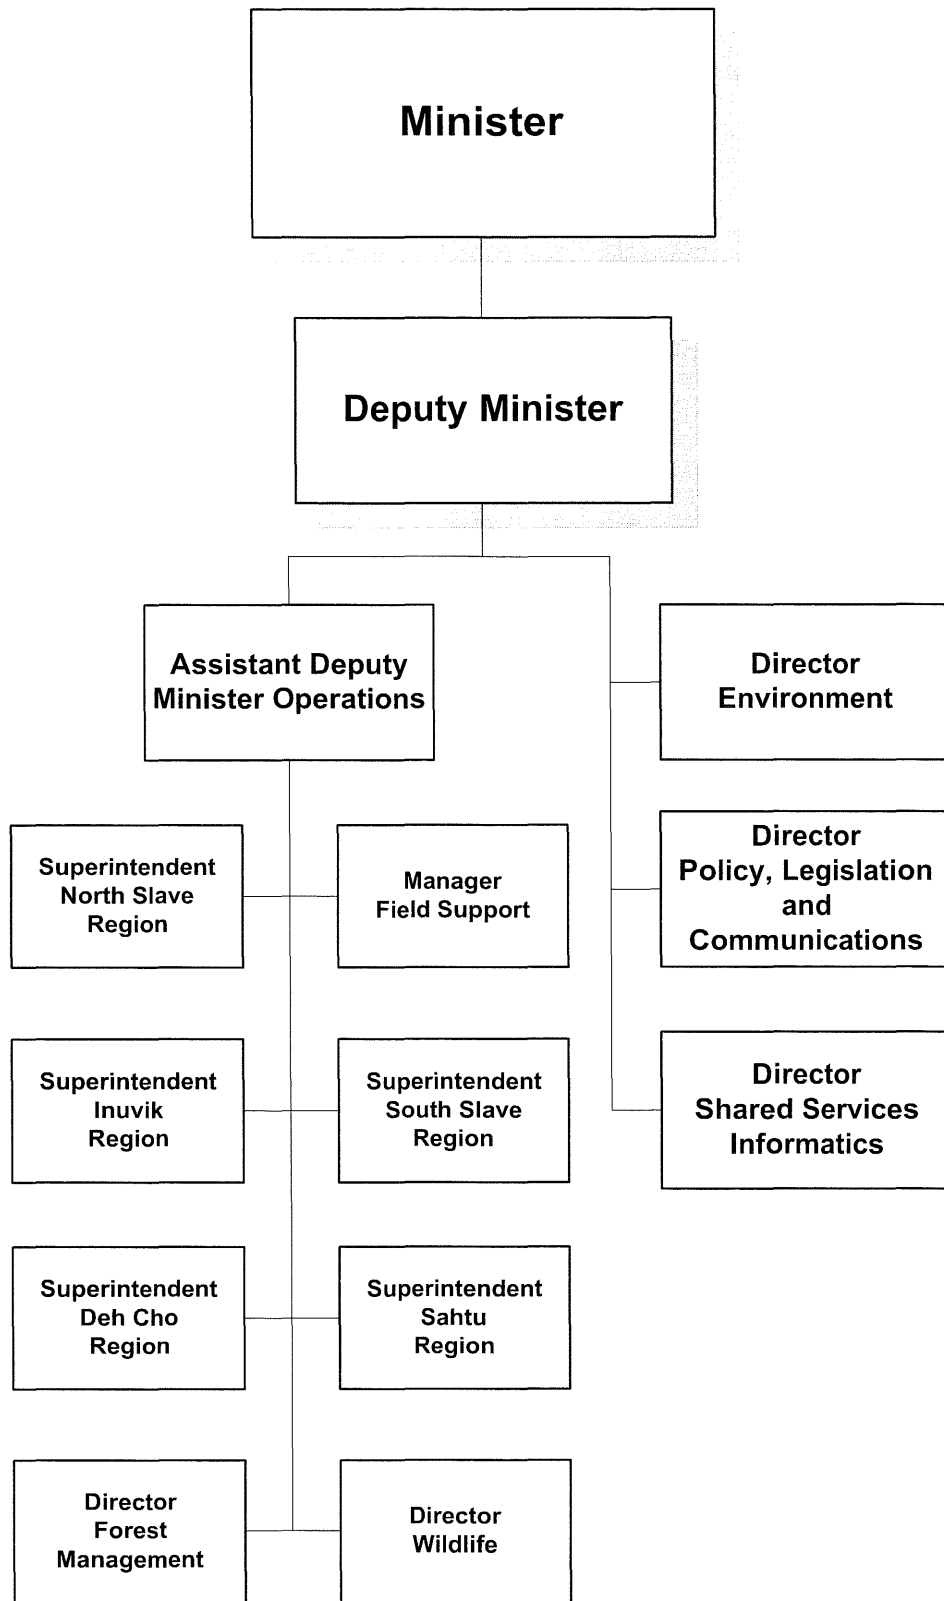 Minister
Deputy Minister
Assistant Deputy
Minister Operations
Director
Environment
Superintendent
North Slave
Region
Manager
Field Support
Director
Policy, Legislation
and
Communications
Superintendent
Inuvik
Region
Superintendent
South Slave
Region
Director
Shared Services
Informatics
Superintendent
Deh Cho
Region
Superintendent
Sahtu
Region
Director
Forest
Management
Director
Wildlife